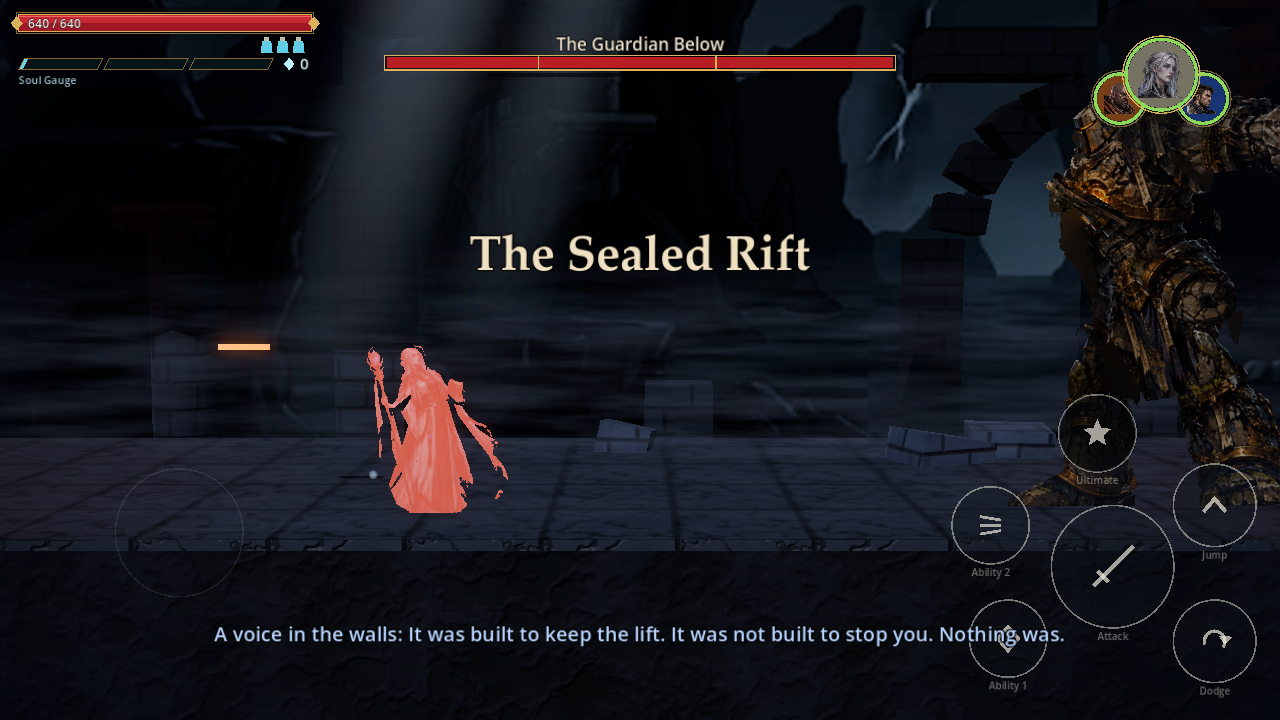 640 / 640
The Guardian Below
0
Soul Gauge
The Sealed Rift
Ultimate
Ability 2
Jump
A voice in the walls: It was built to keep the lift. It was not built to stop you. Nothing was.
Attack
Ability 1
Dodge